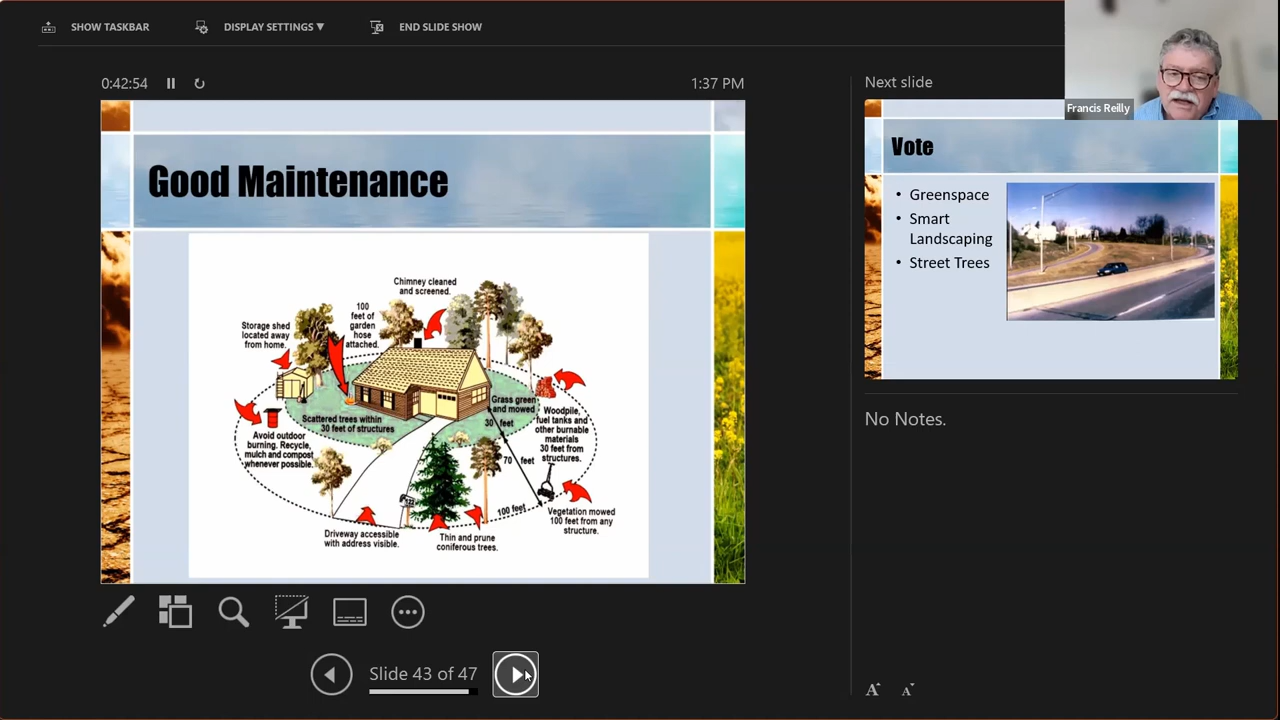 SHOW TASKBAR
DISPLAY SETTINGS ▼
END SLIDE SHOW
0:42:54
1:37 PM
Good Maintenance
Chimney cleaned
and screened.
100
feet of
garden
hose
attached.
Storage shed
located away
from home.
Scattered trees within
30 feet of structures
Grass green
and mowed
30 feet
Woodpile,
fuel tanks and
other burnable
materials
30 feet from
structures.
Avoid outdoor
burning. Recycle,
mulch and compost
whenever possible.
70 feet
100 feet
Vegetation mowed
100 feet from any
structure.
Driveway accessible
with address visible.
Thin and prune
coniferous trees.
Slide 43 of 47
Next slide
Francis Reilly
Vote
• Greenspace
• Smart
Landscaping
• Street Trees
No Notes.
A A